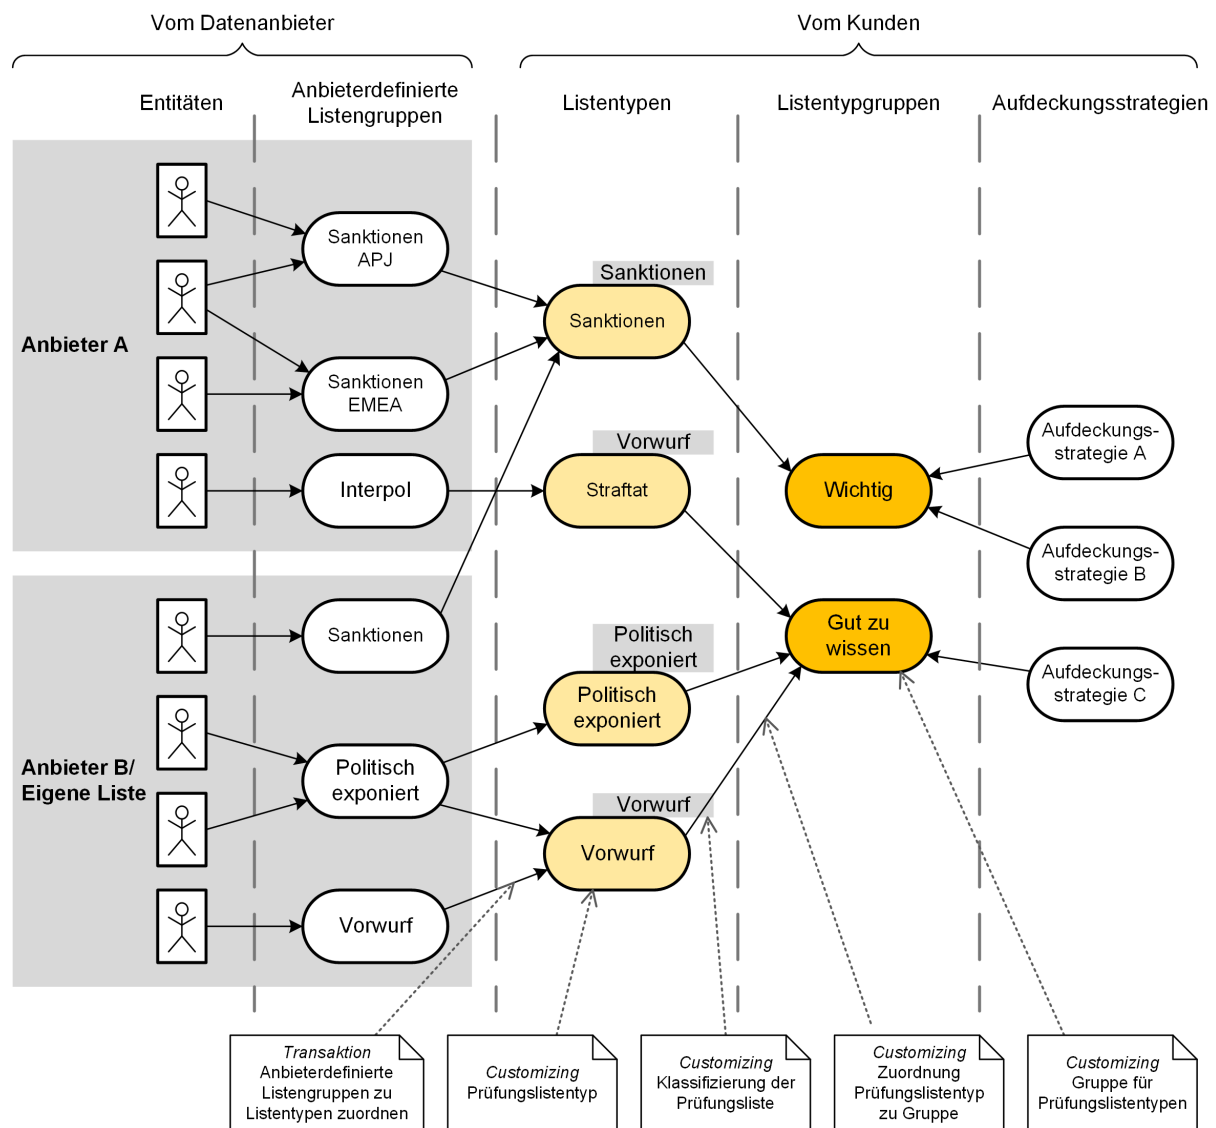 Vom Datenanbieter
Vom Kunden
Entitäten
Anbieterdefinierte
Listengruppen
Listentypen
Listentypgruppen
Aufdeckungsstrategien
Anbieter A
Sanktionen
APJ
Sanktionen
EMEA
Interpol
Sanktionen
Sanktionen
Vorwurf
Straftat
Wichtig
Aufdeckungs-
strategie A
Aufdeckungs-
strategie B
Anbieter B/
Eigene Liste
Sanktionen
Politisch
exponiert
Vorwurf
Politisch
exponiert
Politisch
exponiert
Vorwurf
Vorwurf
Gut zu
wissen
Aufdeckungs-
strategie C
Transaktion
Anbieterdefinierte
Listengruppen zu
Listentypen zuordnen
Customizing
Prüfungslistentyp
Customizing
Klassifizierung der
Prüfungsliste
Customizing
Zuordnung
Prüfungslistentyp
zu Gruppe
Customizing
Gruppe für
Prüfungslistentypen